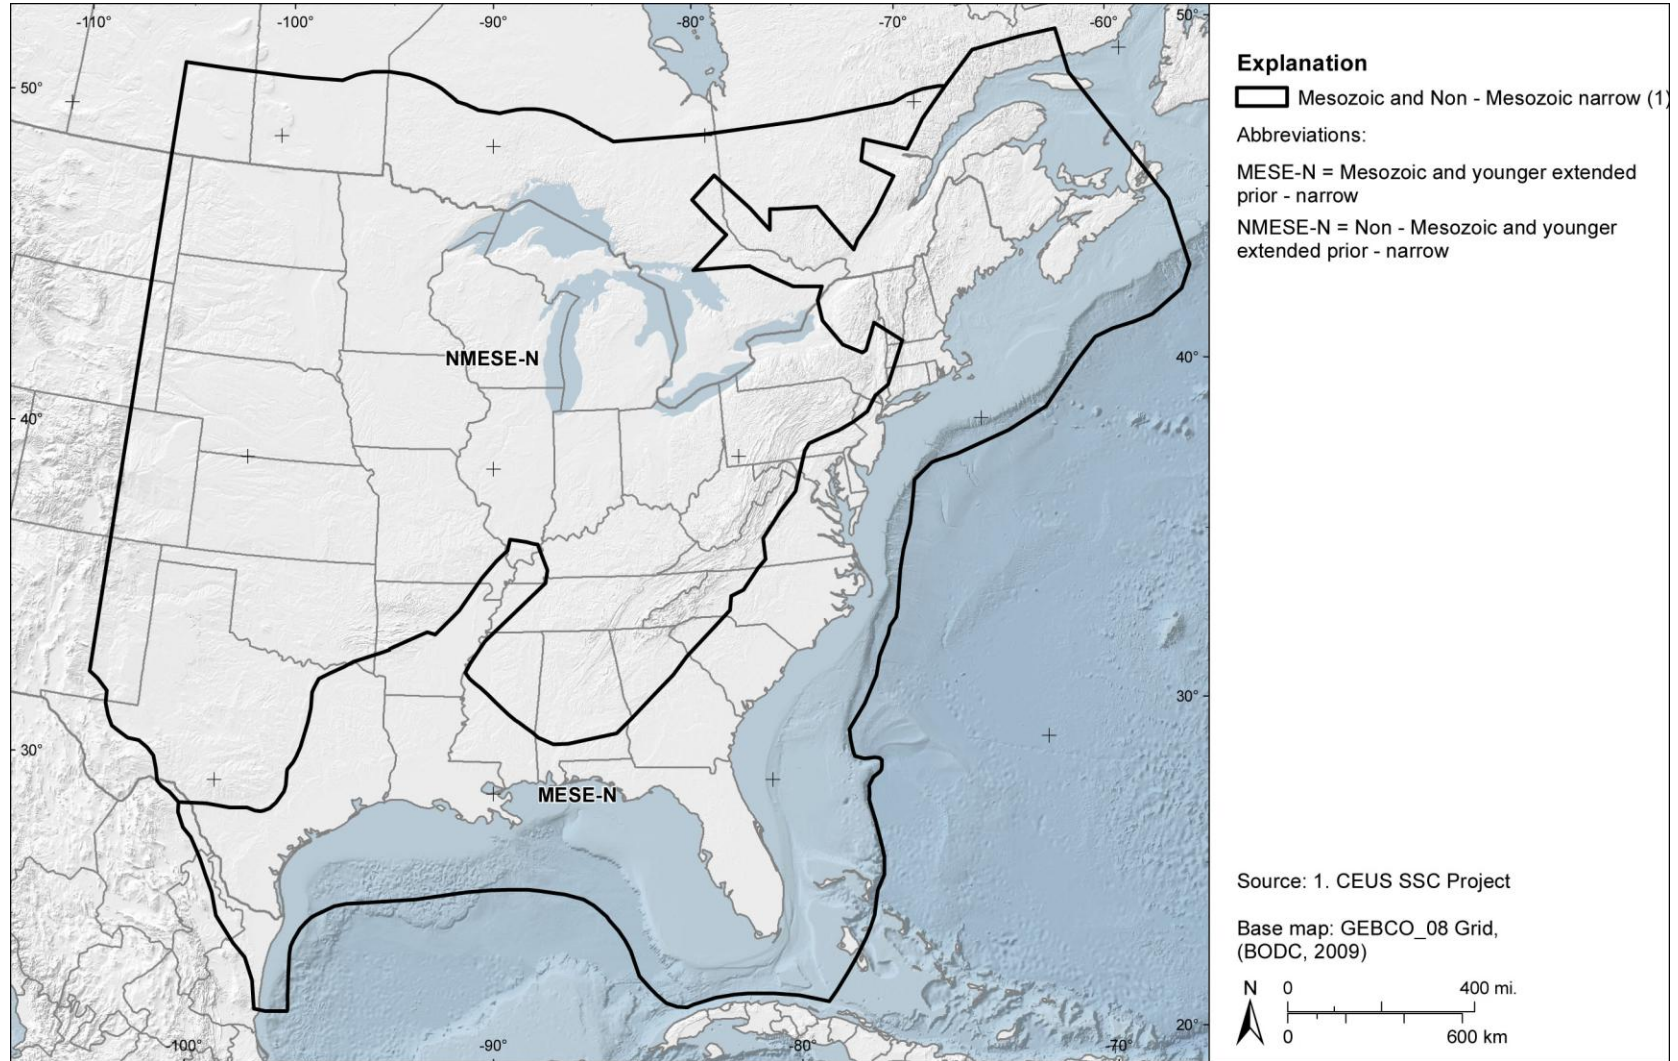 -110°
-100°
-90°
-80°
-70°
-60°
50°
50°
40°
40°
30°
30°
20°
-100°
-90°
-80°
-70°
NMESE-N
MESE-N
Explanation
Mesozoic and Non - Mesozoic narrow (1)
Abbreviations:
MESE-N = Mesozoic and younger extended
prior - narrow
NMESE-N = Non - Mesozoic and younger
extended prior - narrow
Source: 1. CEUS SSC Project
Base map: GEBCO_08 Grid,
(BODC, 2009)
N
0 400 mi.
0 600 km